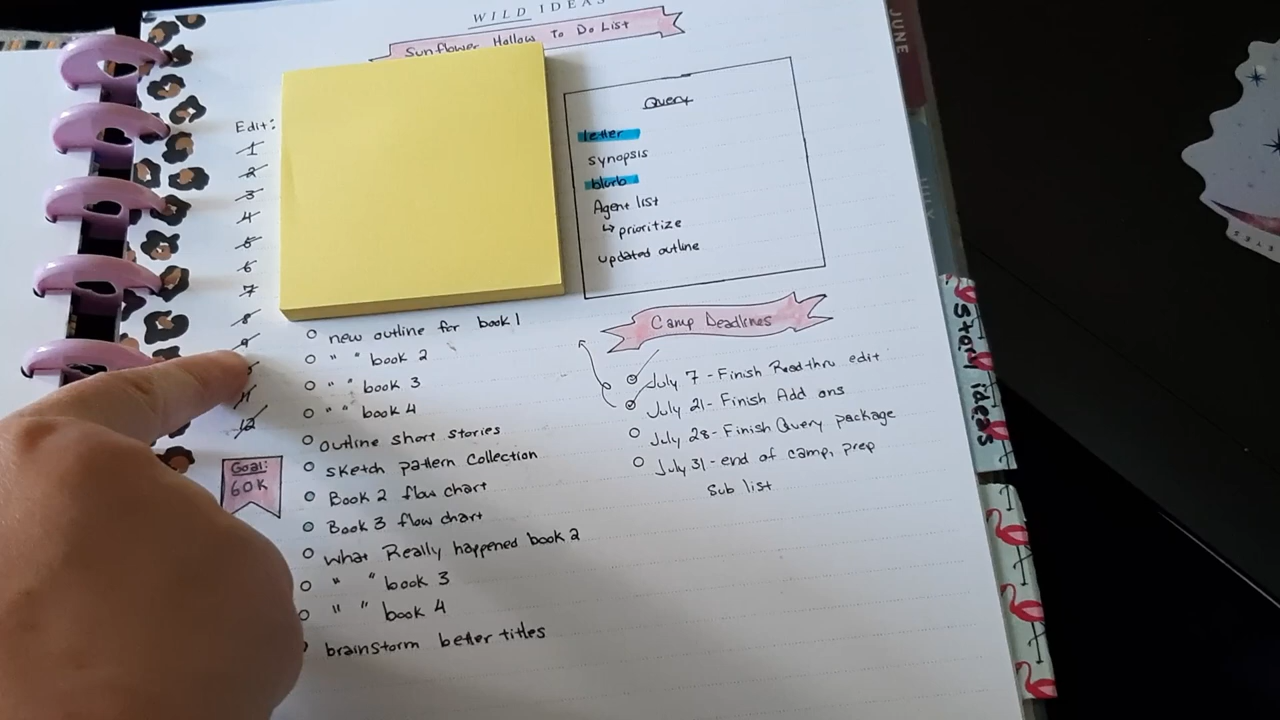 WILD IDEAS
Sunflower Hollow To Do List
Edit:
1
2
3
4
5
6
7
8
9
11
12
Goal:
60K
Query
letter
synopsis
blurb
Agent list
↳ prioritize
updated outline
new outline for book 1
" " book 2
" " book 3
" " book 4
outline short stories
sketch pattern Collection
Book 2 flow chart
Book 3 flow chart
what Really happened book 2
" " book 3
" " book 4
brainstorm better titles
Camp Deadlines
July 7 - Finish Read-thru edit
July 21 - Finish Add ons
July 28 - Finish Query package
July 31 - end of camp, prep
Sub list
JUNE
JULY
Story ideas
EYES